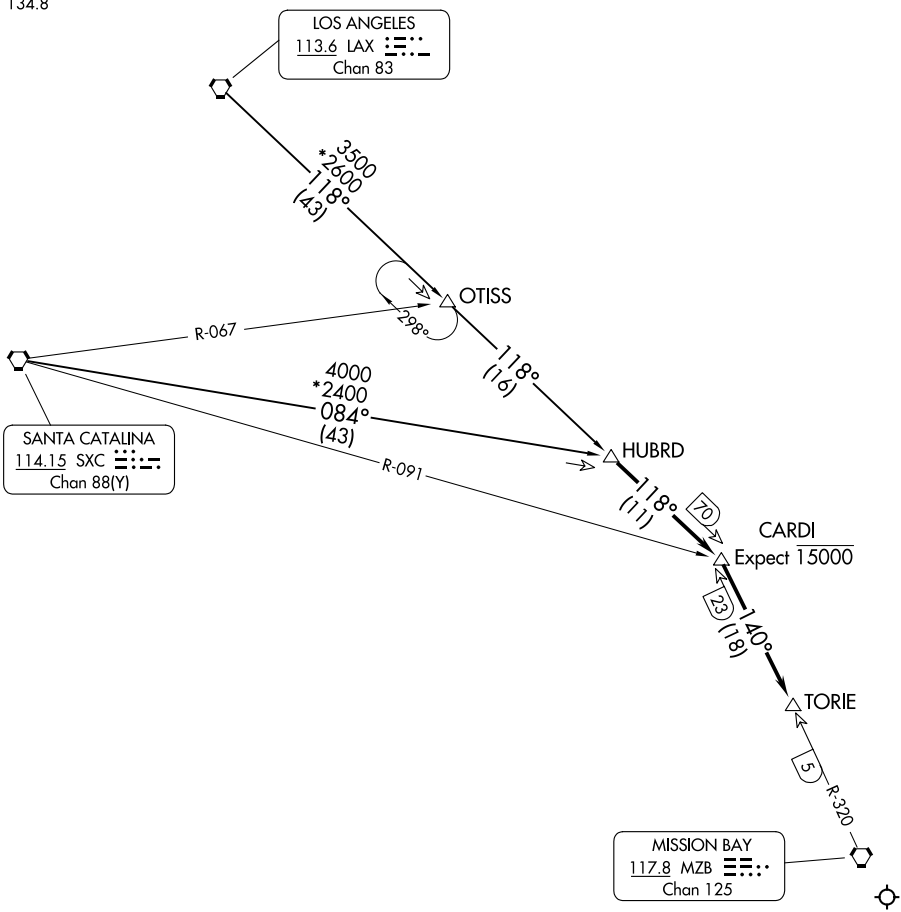 134.8
LOS ANGELES
113.6 LAX
Chan 83
3500
*2600
118°
(43)
OTISS
298°
R-067
118°
(16)
4000
*2400
084°
(43)
SANTA CATALINA
114.15 SXC
Chan 88(Y)
R-091
HUBRD
118°
(11)
70
CARDI
Expect 15000
23
140°
(18)
TORIE
5
R-320
MISSION BAY
117.8 MZB
Chan 125